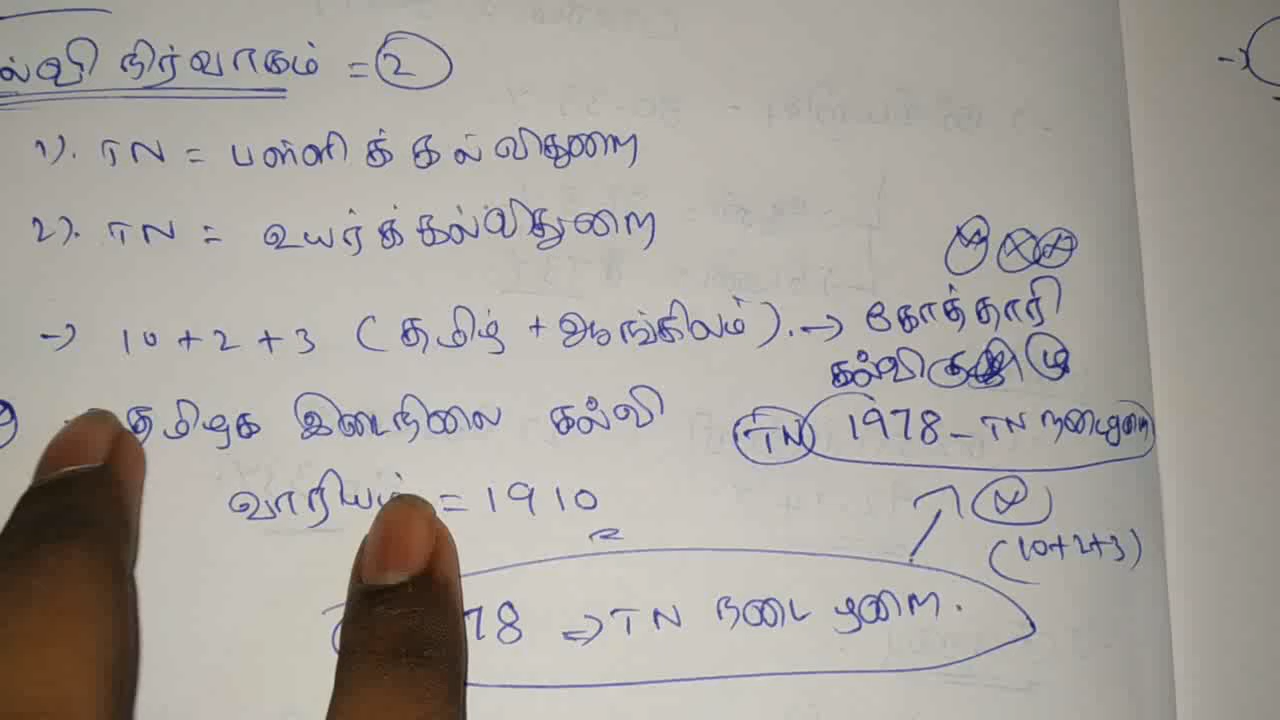 ல்வி நிர்வாகம் = 2
1). TN = பள்ளிக் கல்விதுறை
2). TN = உயர்க்கல்விதுறை
→ 10+2+3 (தமிழ் + ஆங்கிலம்). → கோத்தாரி
கல்வி
தமிழக இடைநிலை கல்வி
TN 1978 – TN நடைமுறை
வாரியம் = 1910
(10+2+3)
78 ⇒ TN நடைமுறை.